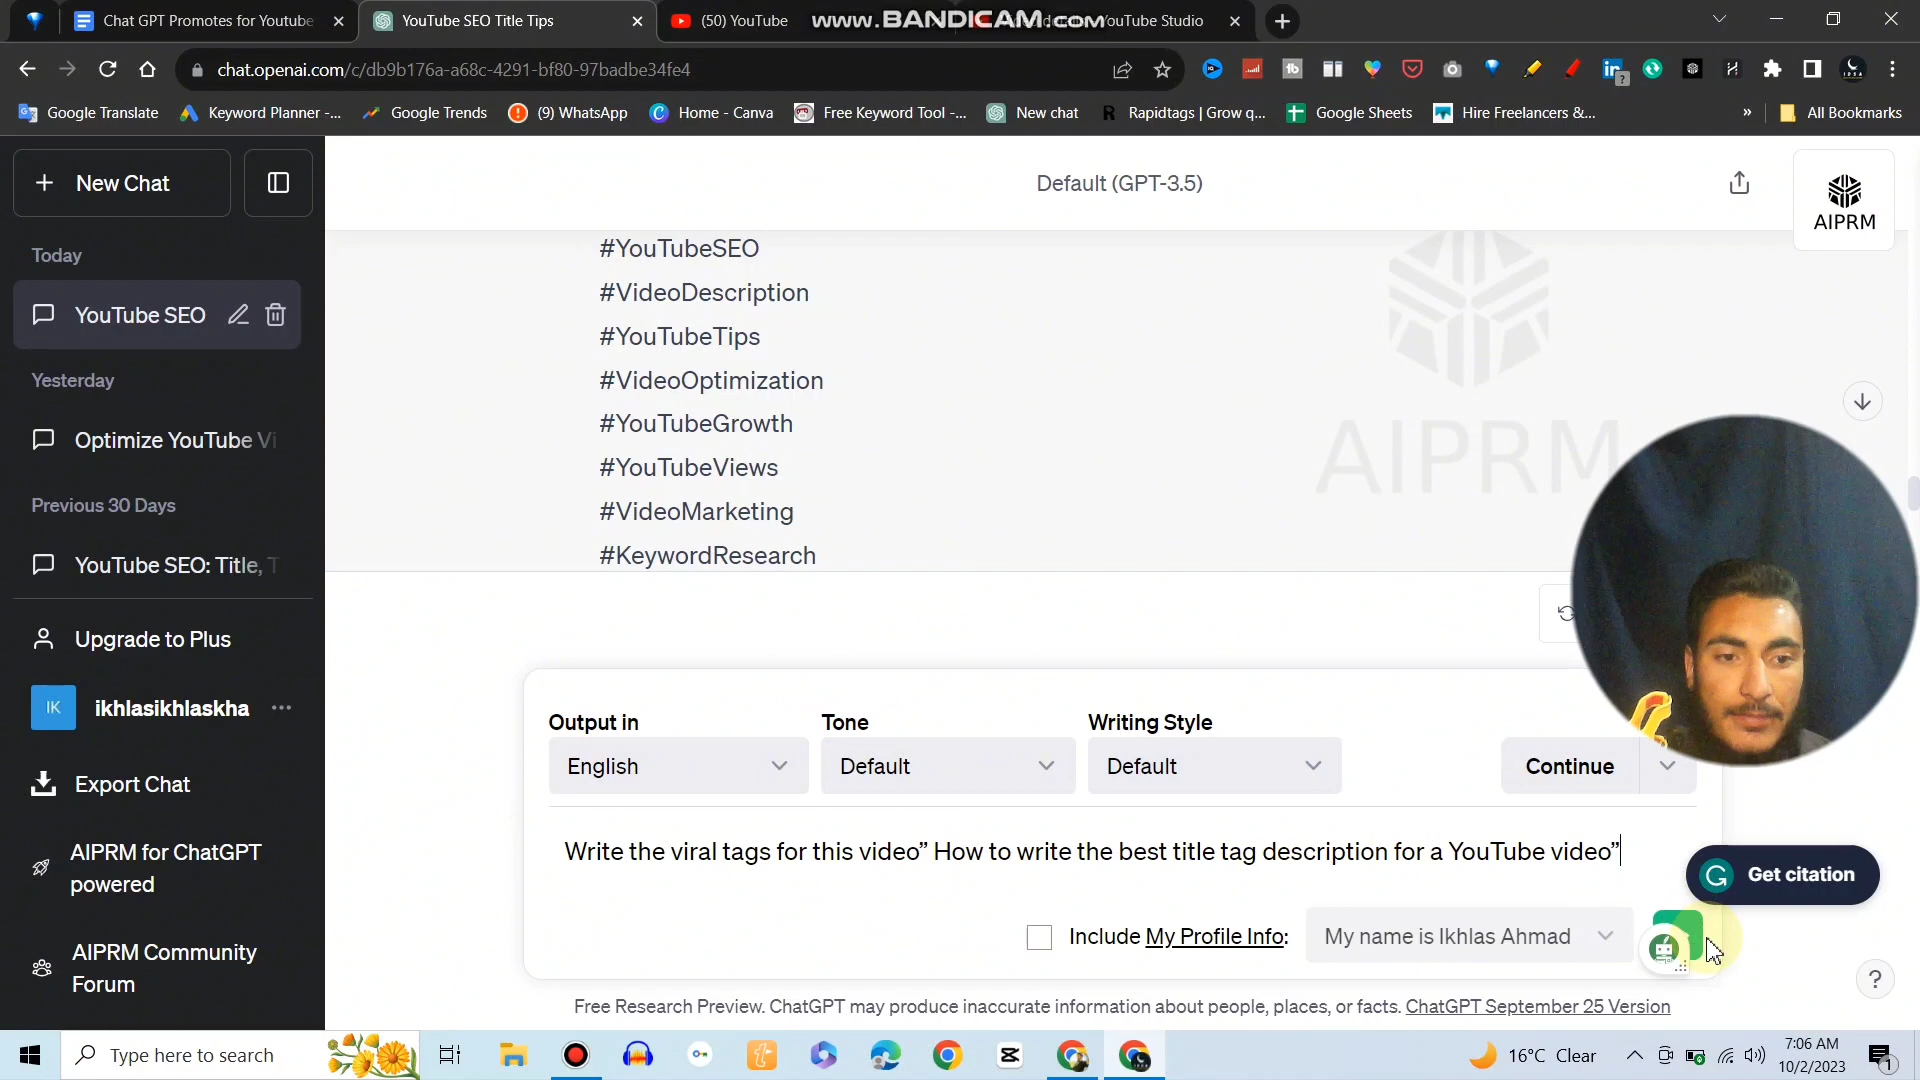 Chat GPT Promotes for Youtube
YouTube SEO Title Tips
(50) YouTube
www.BANDICAM.com
YouTube Studio
chat.openai.com/c/db9b176a-a68c-4291-bf80-97badbe34fe4
Google Translate
Keyword Planner -...
Google Trends
(9) WhatsApp
Home - Canva
Free Keyword Tool -...
New chat
Rapidtags | Grow q...
Google Sheets
Hire Freelancers &...
»
All Bookmarks
New Chat
Default (GPT-3.5)
AIPRM
Today
YouTube SEO
Yesterday
Optimize YouTube Vi
Previous 30 Days
YouTube SEO: Title, T
Upgrade to Plus
IK
ikhlasikhlaskha
Export Chat
AIPRM for ChatGPT
powered
AIPRM Community
Forum
#YouTubeSEO
#VideoDescription
#YouTubeTips
#VideoOptimization
#YouTubeGrowth
#YouTubeViews
#VideoMarketing
#KeywordResearch
AIPRM
Output in
Tone
Writing Style
English
Default
Default
Continue
Write the viral tags for this video” How to write the best title tag description for a YouTube video”
Get citation
Include My Profile Info:
My name is Ikhlas Ahmad
?
Free Research Preview. ChatGPT may produce inaccurate information about people, places, or facts. ChatGPT September 25 Version
Type here to search
16°C Clear
7:06 AM
10/2/2023
1